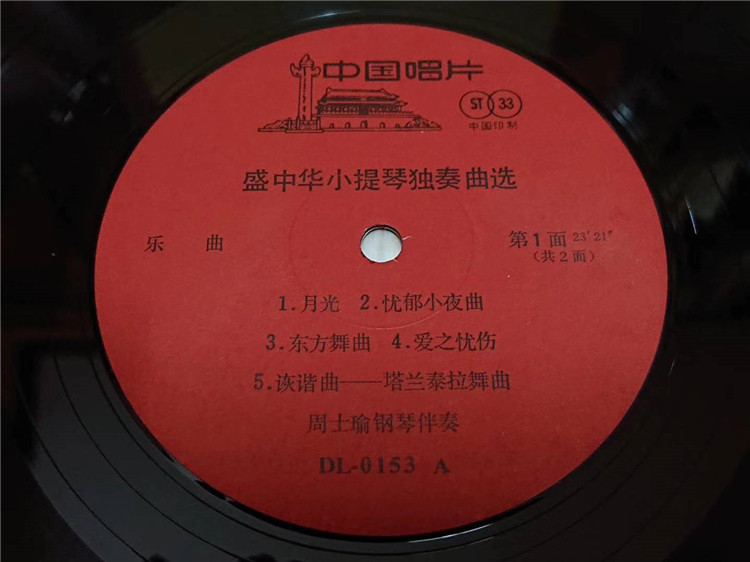 中国唱片
ST 33
中国印制
盛中华小提琴独奏曲选
乐曲
第1面 23′21″
(共2面)
1.月光 2.忧郁小夜曲
3.东方舞曲 4.爱之忧伤
5.诙谐曲——塔兰泰拉舞曲
周士瑜钢琴伴奏
DL-0153 A